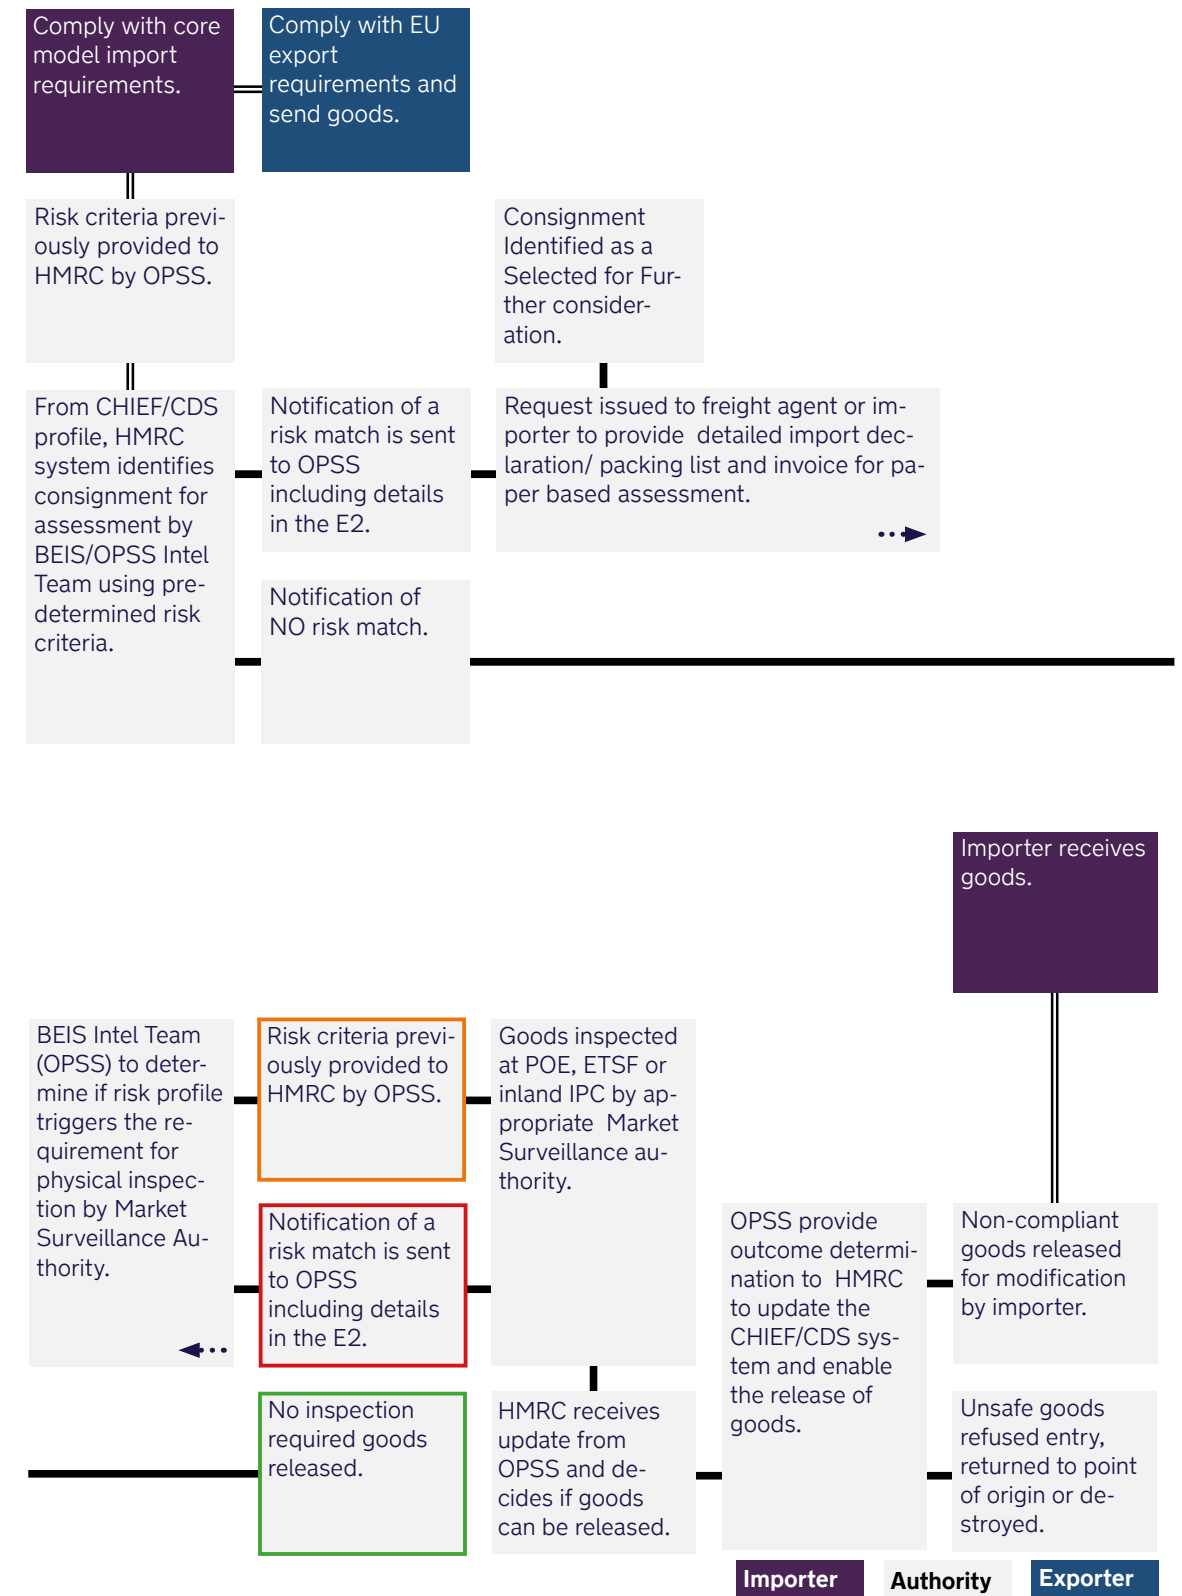 Comply with core
model import
requirements.
Comply with EU
export
requirements and
send goods.
Risk criteria previ-
ously provided to
HMRC by OPSS.
Consignment
Identified as a
Selected for Fur-
ther consider-
ation.
From CHIEF/CDS
profile, HMRC
system identifies
consignment for
assessment by
BEIS/OPSS Intel
Team using pre-
determined risk
criteria.
Notification of a
risk match is sent
to OPSS
including details
in the E2.
Request issued to freight agent or im-
porter to provide detailed import dec-
laration/ packing list and invoice for pa-
per based assessment.
Notification of
NO risk match.
Importer receives
goods.
BEIS Intel Team
(OPSS) to deter-
mine if risk profile
triggers the re-
quirement for
physical inspec-
tion by Market
Surveillance Au-
thority.
Risk criteria previ-
ously provided to
HMRC by OPSS.
Goods inspected
at POE, ETSF or
inland IPC by ap-
propriate Market
Surveillance au-
thority.
Notification of a
risk match is sent
to OPSS
including details
in the E2.
OPSS provide
outcome determi-
nation to HMRC
to update the
CHIEF/CDS sys-
tem and enable
the release of
goods.
Non-compliant
goods released
for modification
by importer.
No inspection
required goods
released.
HMRC receives
update from
OPSS and de-
cides if goods
can be released.
Unsafe goods
refused entry,
returned to point
of origin or de-
stroyed.
Importer
Authority
Exporter